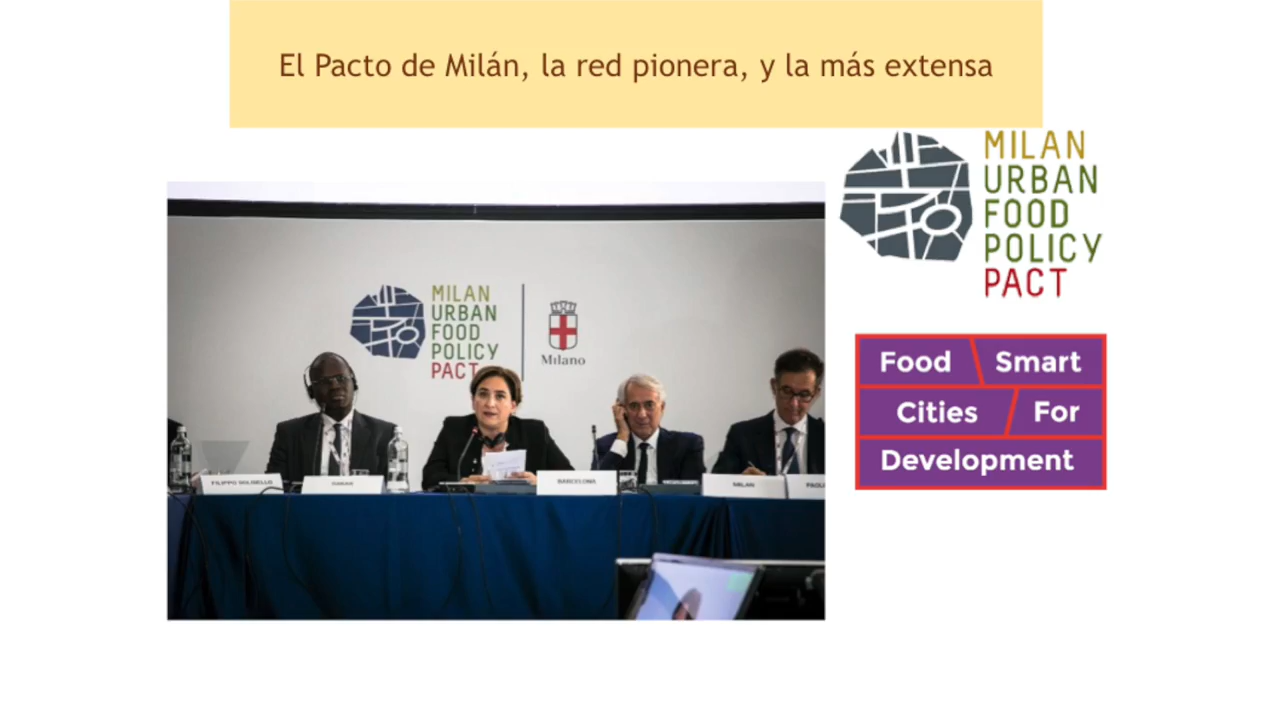 El Pacto de Milán, la red pionera, y la más extensa
MILAN
URBAN
FOOD
POLICY
PACT
MILAN
URBAN
FOOD
POLICY
PACT
Milano
Food Smart
Cities For
Development
DAKAR
BARCELONA
MILAN